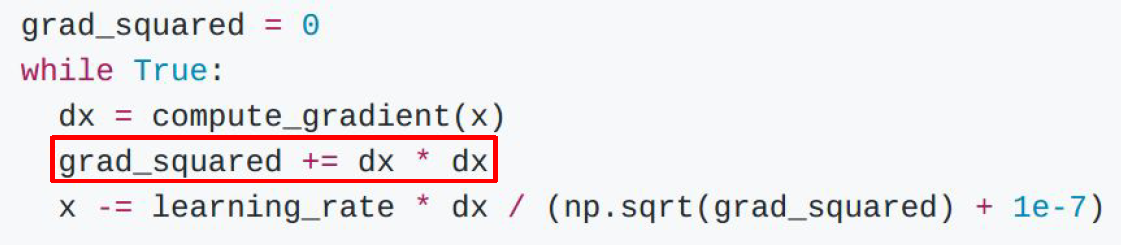 grad_squared = 0
while True:
  dx = compute_gradient(x)
  grad_squared += dx * dx
  x -= learning_rate * dx / (np.sqrt(grad_squared) + 1e-7)